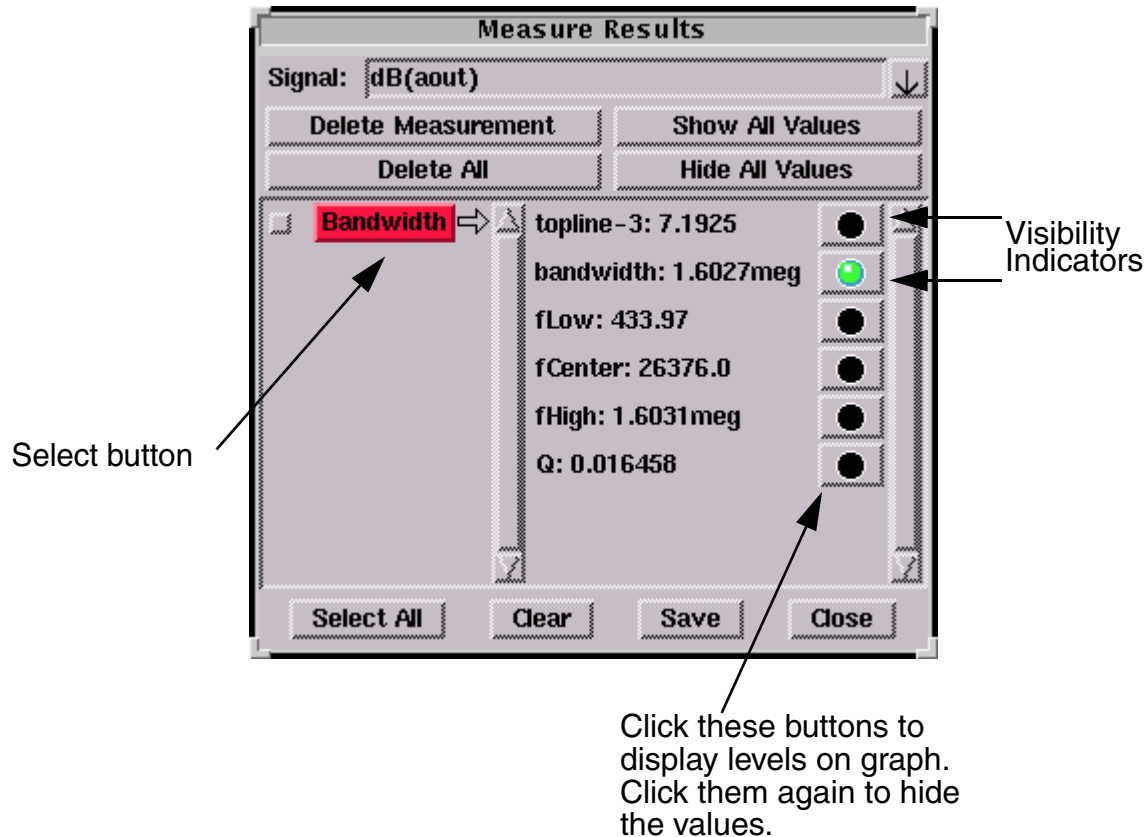 Measure Results
Signal: dB(aout)
Delete Measurement
Show All Values
Delete All
Hide All Values
Bandwidth
topline-3: 7.1925
bandwidth: 1.6027meg
fLow: 433.97
fCenter: 26376.0
fHigh: 1.6031meg
Q: 0.016458
Visibility
Indicators
Select button
Select All
Clear
Save
Close
Click these buttons to
display levels on graph.
Click them again to hide
the values.